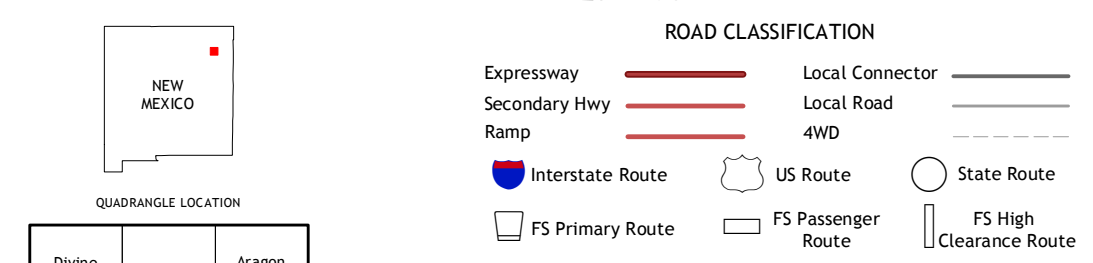 NEW
MEXICO
QUADRANGLE LOCATION
Divine
Aragon
ROAD CLASSIFICATION
Expressway
Local Connector
Secondary Hwy
Local Road
Ramp
4WD
Interstate Route
US Route
State Route
FS Primary Route
FS Passenger
Route
FS High
Clearance Route